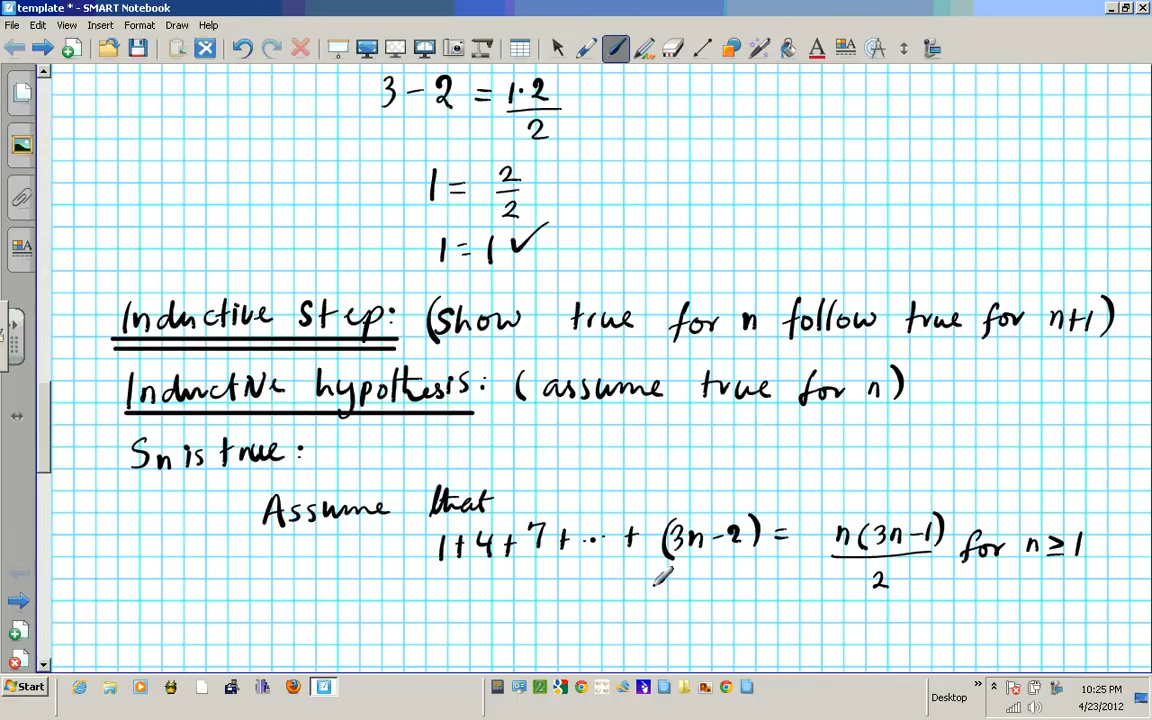 template * - SMART Notebook
File Edit View Insert Format Draw Help
3 - 2 = 1·2/2
1 = 2/2
1 = 1 ✓
Inductive Step: (Show true for n follow true for n+1)
Inductive hypothesis: (assume true for n)
Sn is true:
Assume that
1 + 4 + 7 + ... + (3n-2) = n(3n-1)/2 for n ≥ 1
Start
Desktop
10:25 PM
4/23/2012